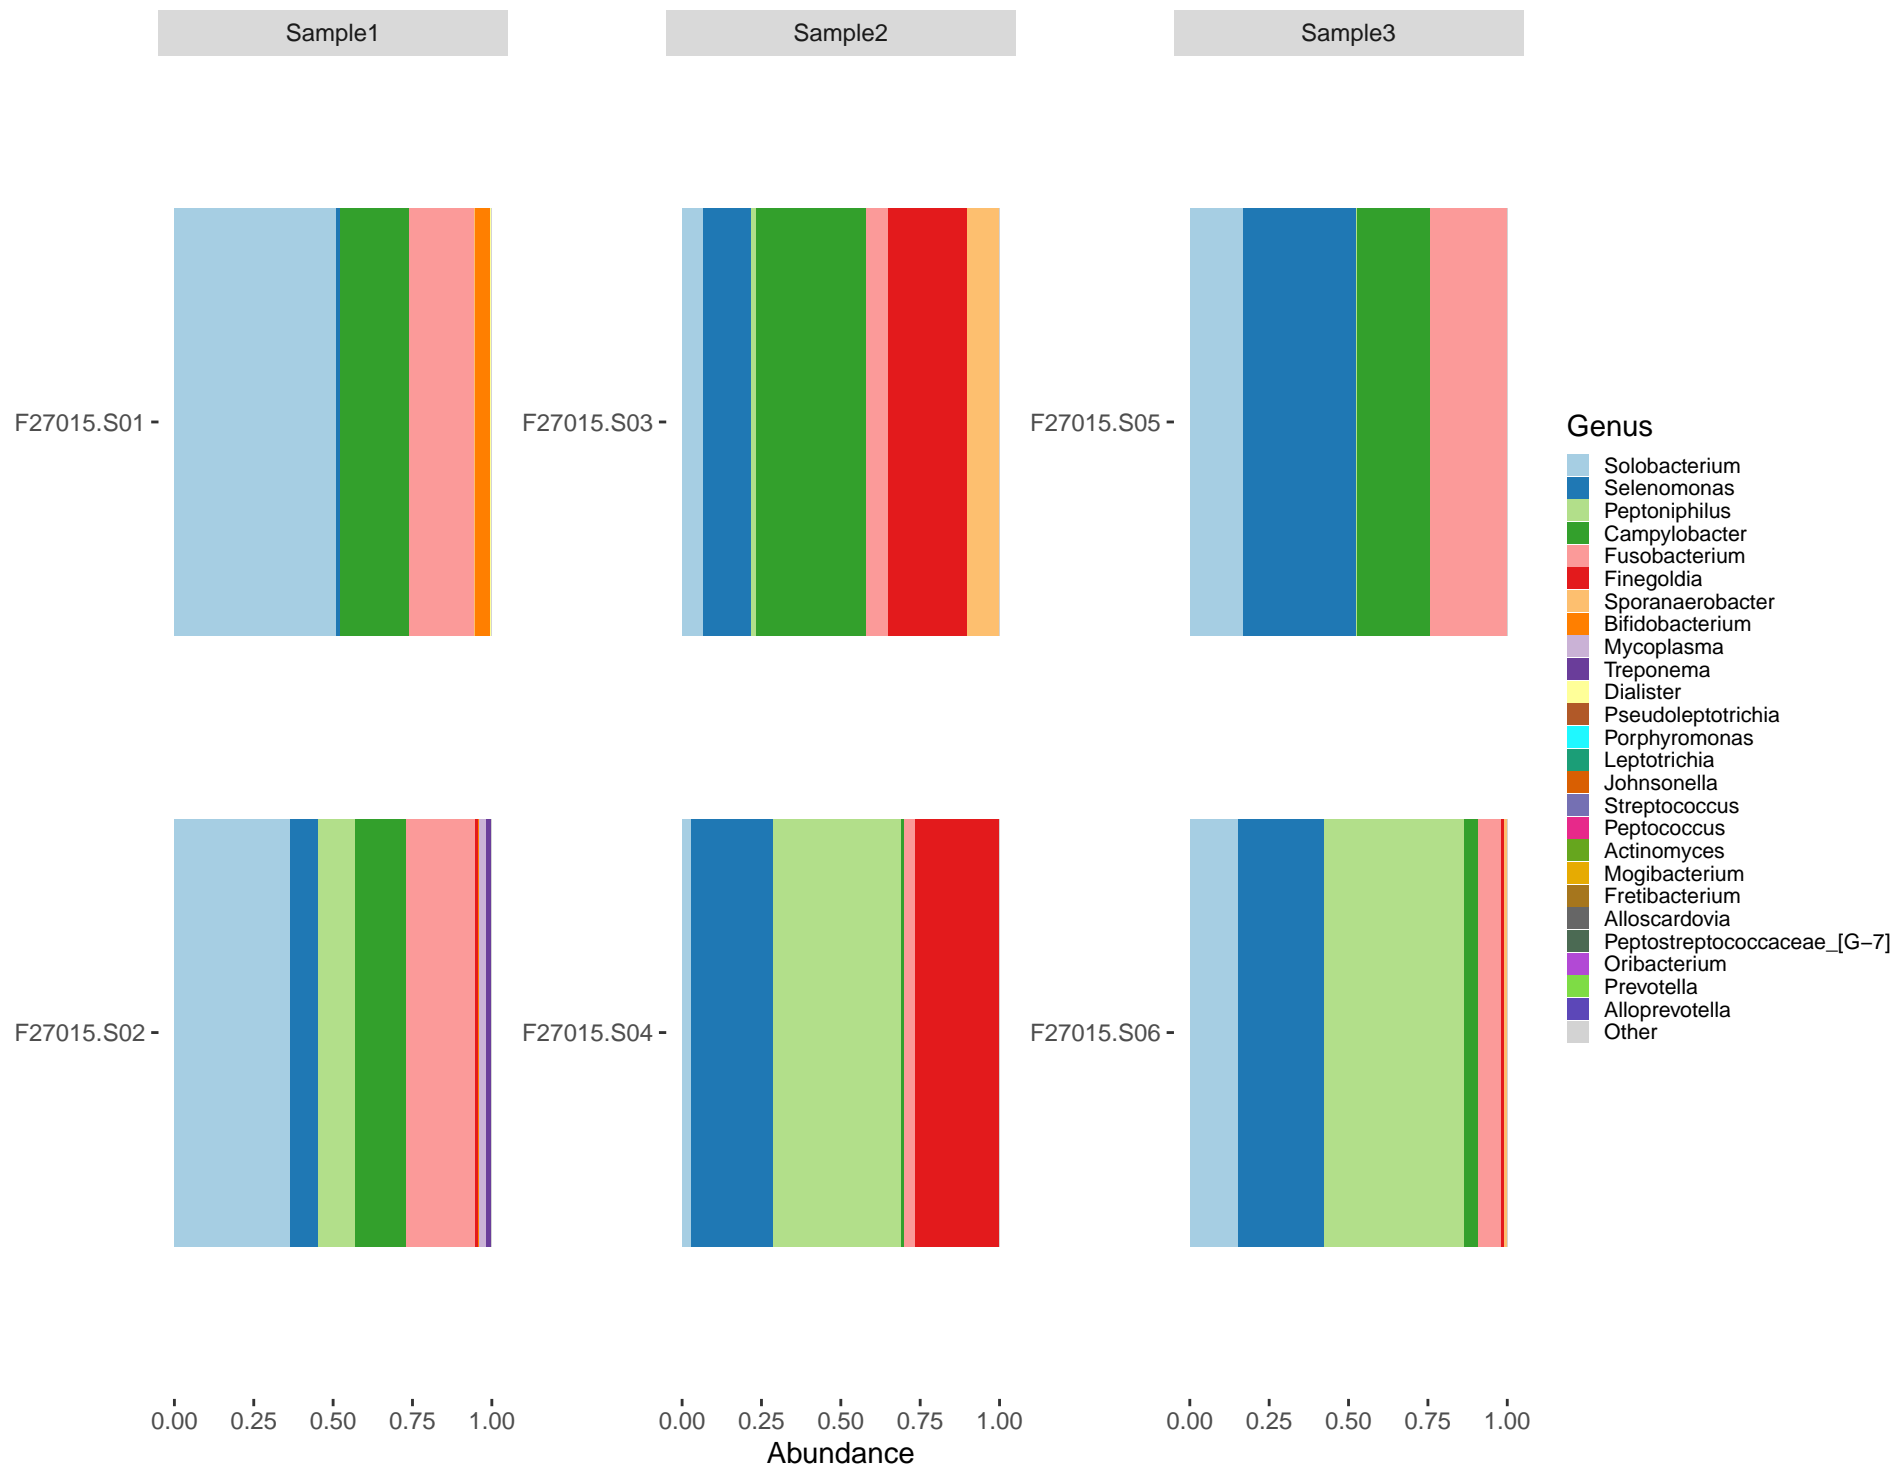 Sample1
Sample2
Sample3
F27015.S01
F27015.S03
F27015.S05
F27015.S02
F27015.S04
F27015.S06
0.00 0.25 0.50 0.75 1.00
0.00 0.25 0.50 0.75 1.00
0.00 0.25 0.50 0.75 1.00
Abundance
Genus
Solobacterium
Selenomonas
Peptoniphilus
Campylobacter
Fusobacterium
Finegoldia
Sporanaerobacter
Bifidobacterium
Mycoplasma
Treponema
Dialister
Pseudoleptotrichia
Porphyromonas
Leptotrichia
Johnsonella
Streptococcus
Peptococcus
Actinomyces
Mogibacterium
Fretibacterium
Alloscardovia
Peptostreptococcaceae_[G−7]
Oribacterium
Prevotella
Alloprevotella
Other